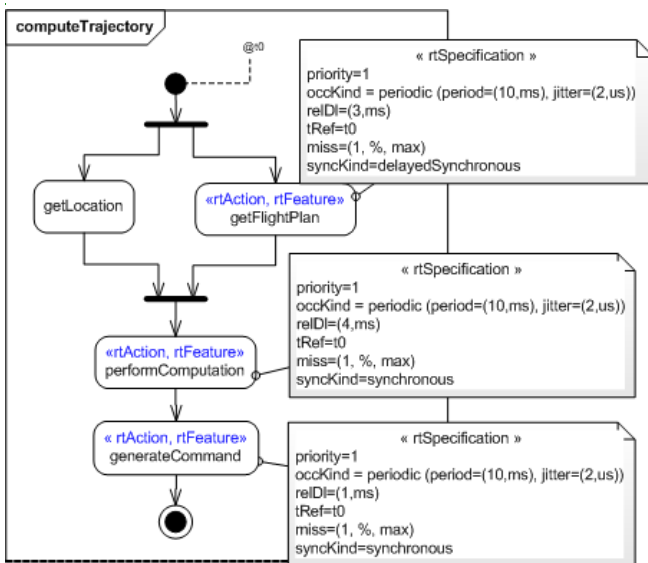 computeTrajectory
@t0
« rtSpecification »
priority=1
occKind = periodic (period=(10,ms), jitter=(2,us))
relDl=(3,ms)
tRef=t0
miss=(1, %, max)
syncKind=delayedSynchronous
getLocation
«rtAction, rtFeature»
getFlightPlan
« rtSpecification »
priority=1
occKind = periodic (period=(10,ms), jitter=(2,us))
relDl=(4,ms)
tRef=t0
miss=(1, %, max)
syncKind=synchronous
«rtAction, rtFeature»
performComputation
« rtAction, rtFeature»
generateCommand
« rtSpecification »
priority=1
occKind = periodic (period=(10,ms), jitter=(2,us))
relDl=(1,ms)
tRef=t0
miss=(1, %, max)
syncKind=synchronous